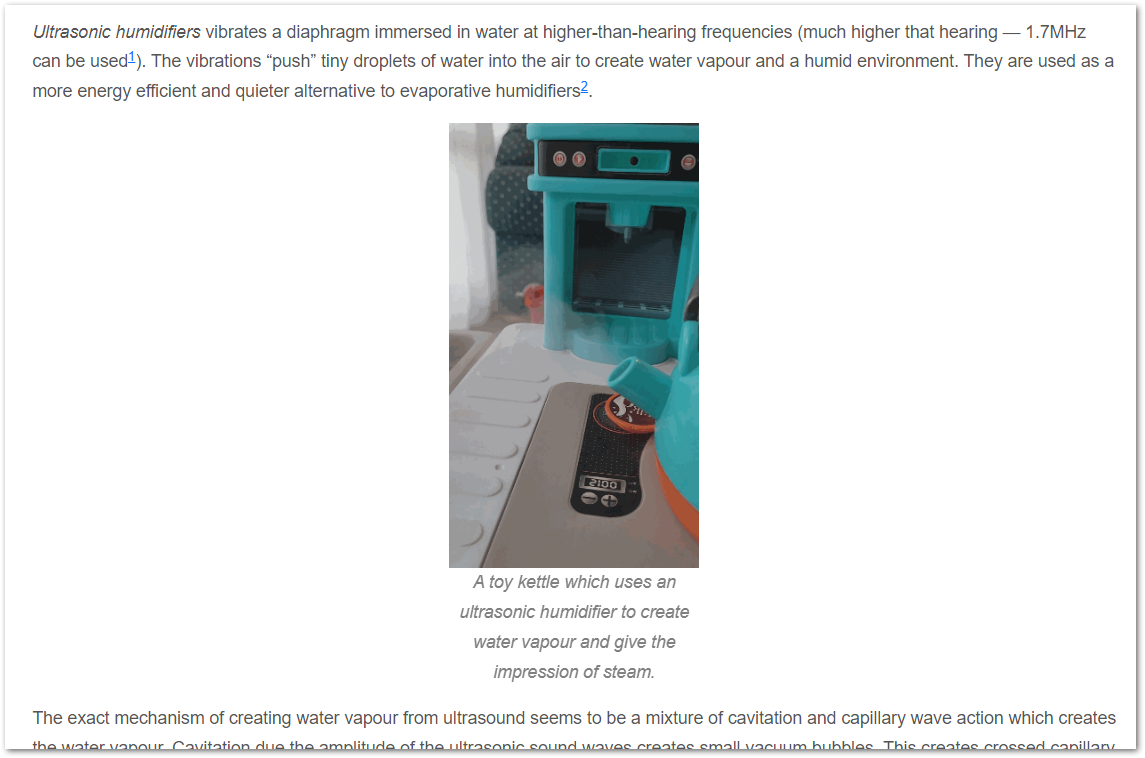 Ultrasonic humidifiers vibrates a diaphragm immersed in water at higher-than-hearing frequencies (much higher that hearing — 1.7MHz
can be used1). The vibrations “push” tiny droplets of water into the air to create water vapour and a humid environment. They are used as a
more energy efficient and quieter alternative to evaporative humidifiers2.
2100
A toy kettle which uses an
ultrasonic humidifier to create
water vapour and give the
impression of steam.
The exact mechanism of creating water vapour from ultrasound seems to be a mixture of cavitation and capillary wave action which creates
the water vapour. Cavitation due the amplitude of the ultrasonic sound waves creates small vacuum bubbles. This creates crossed capillary